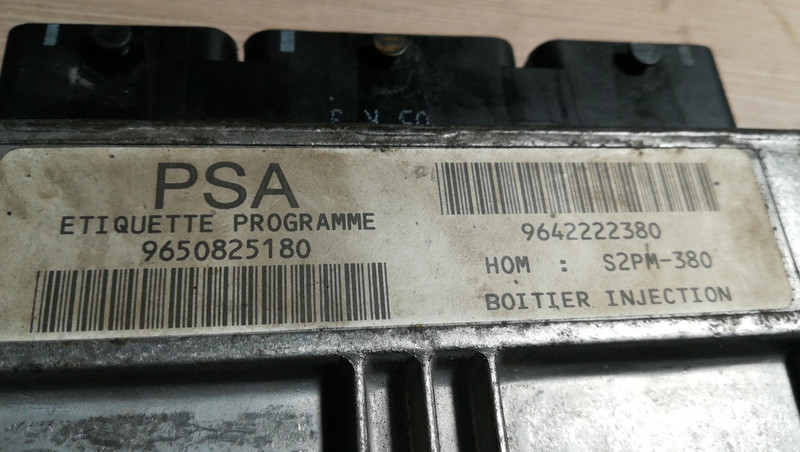 PSA
ETIQUETTE PROGRAMME
9650825180
9642222380
HOM : S2PM-380
BOITIER INJECTION